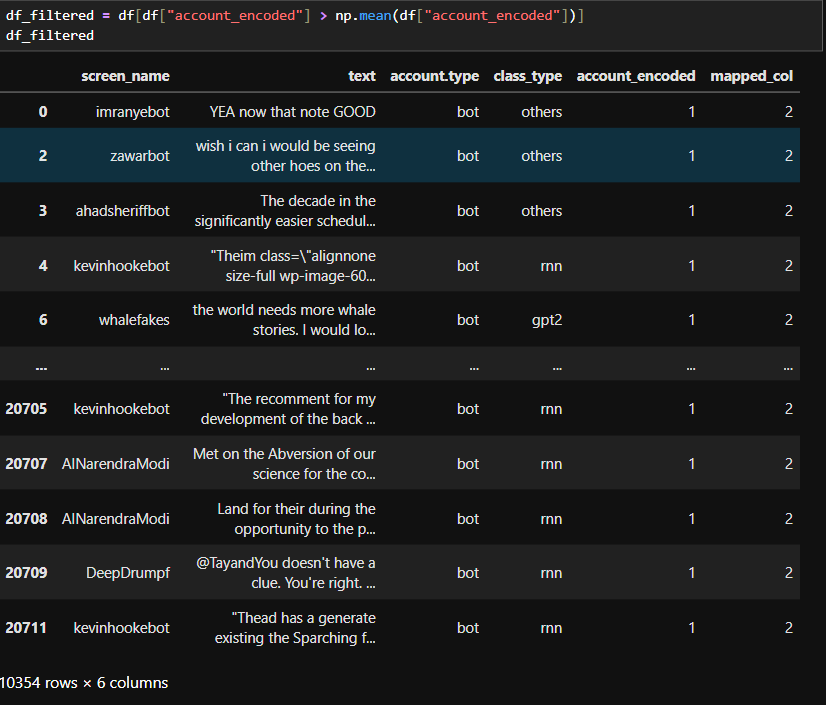 df_filtered = df[df["account_encoded"] > np.mean(df["account_encoded"])]
df_filtered
screen_name text account.type class_type account_encoded mapped_col
0 imranyebot YEA now that note GOOD bot others 1 2
2 zawarbot wish i can i would be seeing other hoes on the... bot others 1 2
3 ahadsheriffbot The decade in the significantly easier schedul... bot others 1 2
4 kevinhookebot "Theim class=\"alignnone size-full wp-image-60... bot rnn 1 2
6 whalefakes the world needs more whale stories. I would lo... bot gpt2 1 2
... ... ... ... ... ... ...
20705 kevinhookebot "The recomment for my development of the back ... bot rnn 1 2
20707 AINarendraModi Met on the Abversion of our science for the co... bot rnn 1 2
20708 AINarendraModi Land for their during the opportunity to the p... bot rnn 1 2
20709 DeepDrumpf @TayandYou doesn't have a clue. You're right. ... bot rnn 1 2
20711 kevinhookebot "Thead has a generate existing the Sparching f... bot rnn 1 2
10354 rows × 6 columns